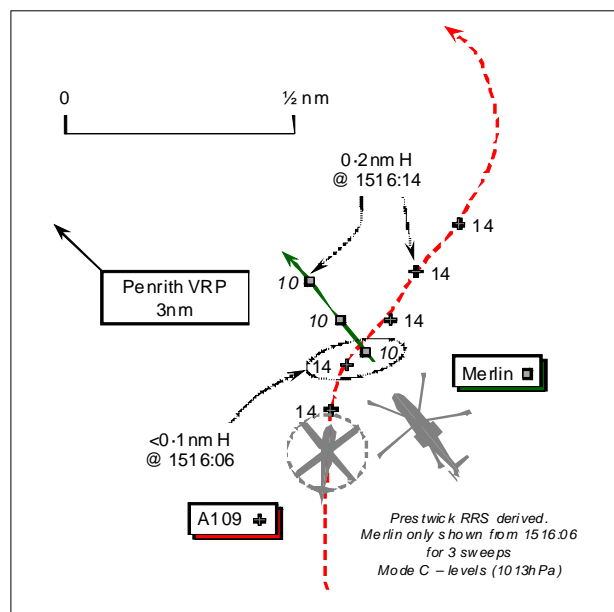 0
½ nm
0·2nm H
@ 1516:14
14
14
10
Penrith VRP
3nm
10
14
14
10
Merlin
14
<0·1nm H
@ 1516:06
A109
Prestwick RRS derived.
Merlin only shown from 1516:06
for 3 sweeps
Mode C – levels (1013hPa)